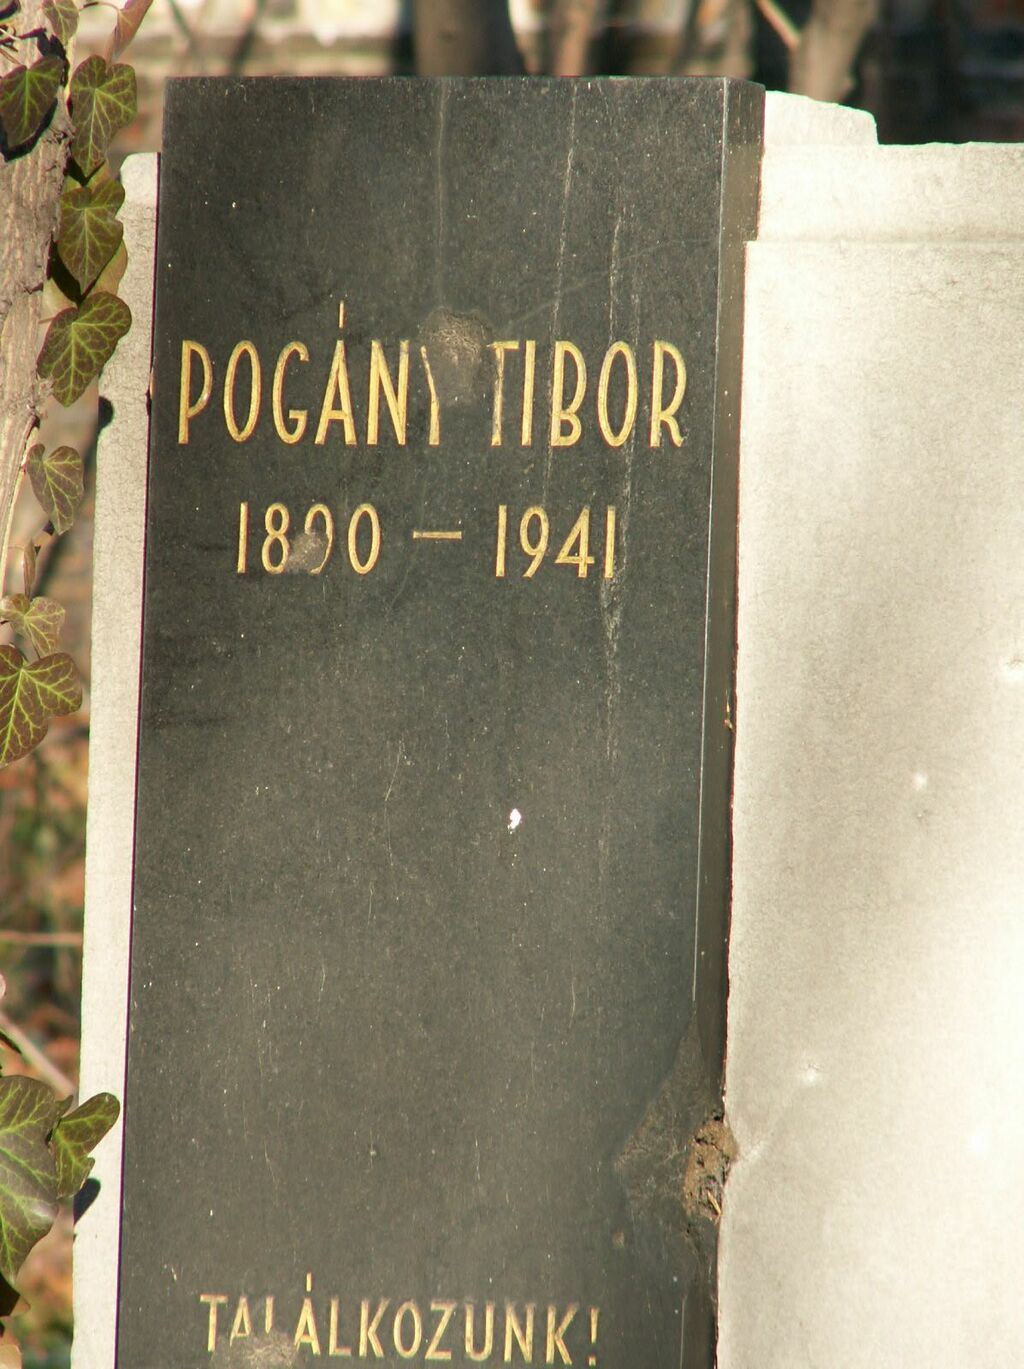 POGÁNY TIBOR
1890 — 1941
TALÁLKOZUNK!